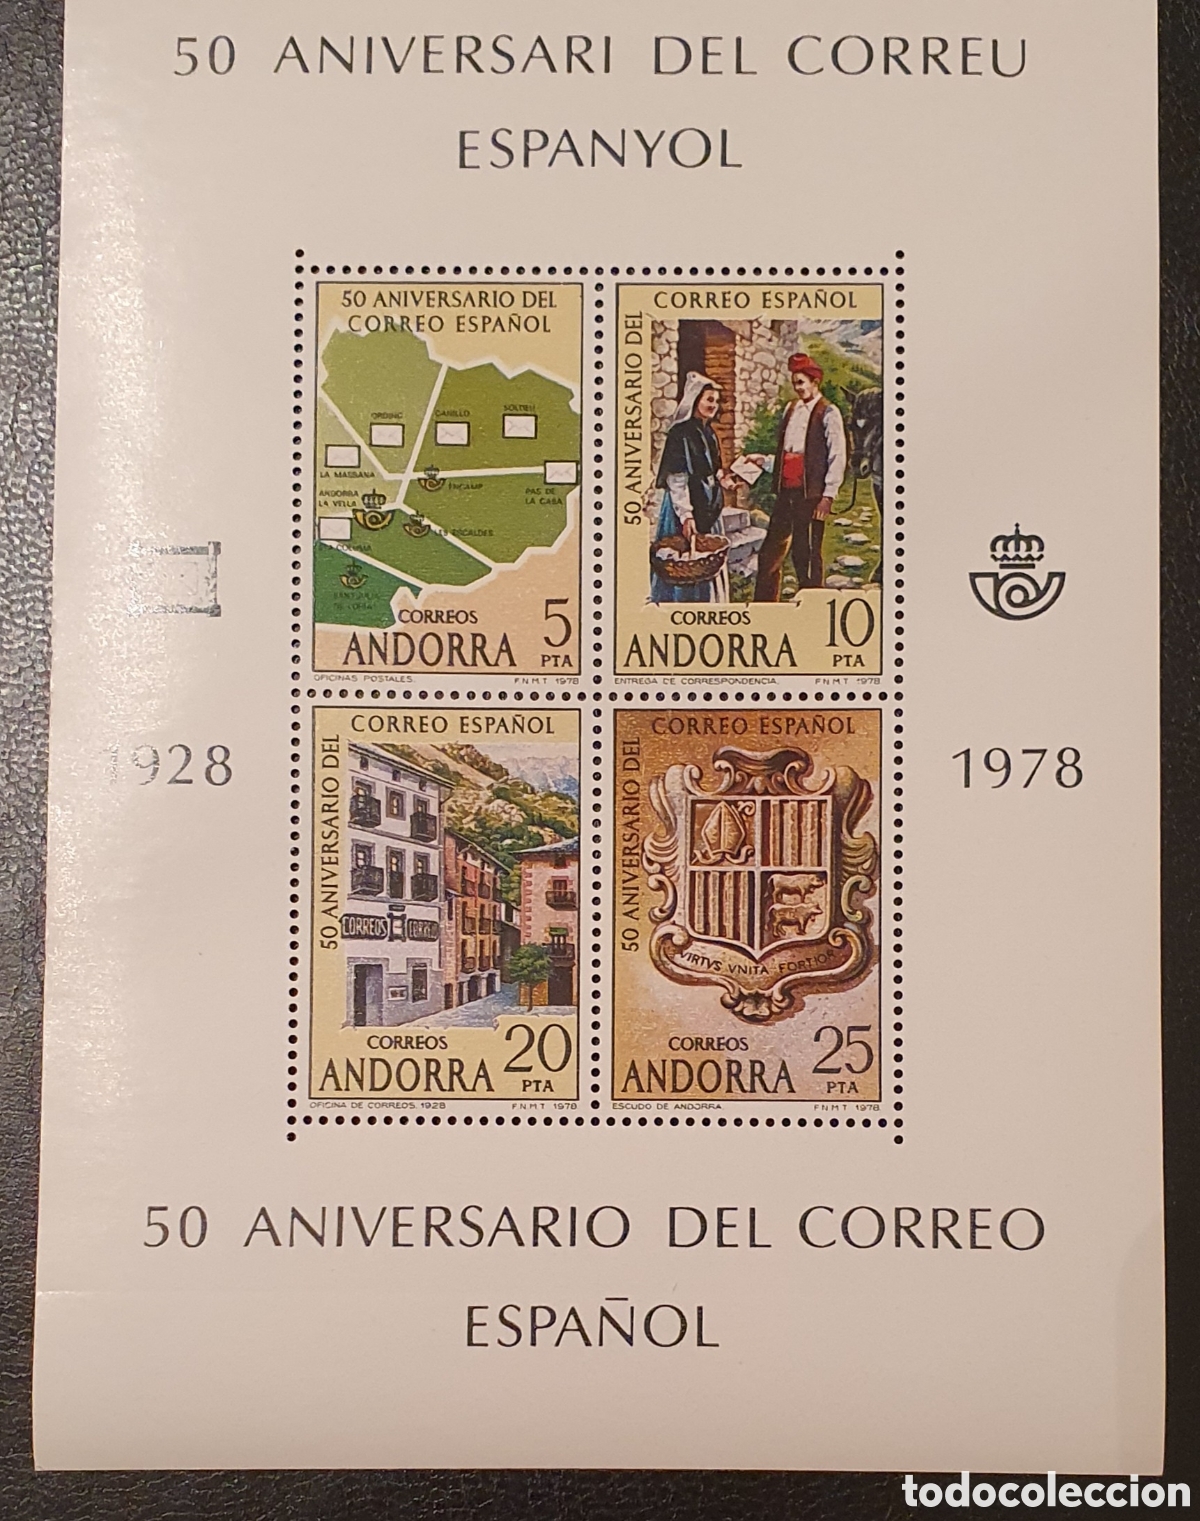 50 ANIVERSARI DEL CORREU
ESPANYOL
50 ANIVERSARIO DEL
CORREO ESPAÑOL
ORDINO
CANILLO
SOLDEU
LA MASSANA
ANDORRA
LA VELLA
ENCAMP
PAS DE
LA CASA
LES ESCALDES
CORREOS
ANDORRA
5
PTA
OFICINAS POSTALES.
F.N.M.T. 1978
CORREO ESPAÑOL
50 ANIVERSARIO DEL
CORREOS
ANDORRA
10
PTA
ENTREGA DE CORRESPONDENCIA.
F.N.M.T. 1978
1928
1978
CORREO ESPAÑOL
50 ANIVERSARIO DEL
CORREOS
CORREOS
ANDORRA
20
PTA
OFICINA DE CORREOS. 1928
F.N.M.T. 1978
CORREO ESPAÑOL
50 ANIVERSARIO DEL
VIRTVS VNITA FORTIOR
CORREOS
ANDORRA
25
PTA
ESCUDO DE ANDORRA.
F.N.M.T. 1978
50 ANIVERSARIO DEL CORREO
ESPAÑOL
todocoleccion